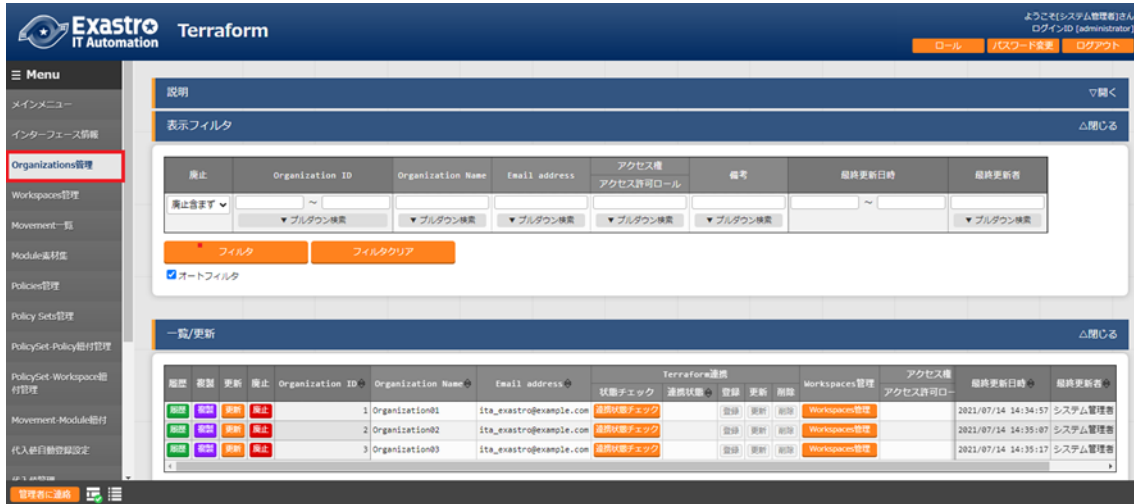 Exastro
IT Automation
Terraform
ようこそ[システム管理者]さん
ログインID [administrator]
ロール パスワード変更 ログアウト
Menu
メインメニュー
インターフェース情報
Organizations管理
Workspaces管理
Movement一覧
Module素材集
Policies管理
Policy Sets管理
PolicySet-Policy紐付管理
PolicySet-Workspace紐
付管理
Movement-Module紐付
代入値自動登録設定
管理者に連絡
説明 ▽開く
表示フィルタ △閉じる
廃止 Organization ID Organization Name Email address アクセス権 備考 最終更新日時 最終更新者
アクセス許可ロール
廃止含まず ~ ~
▼ プルダウン検索 ▼ プルダウン検索 ▼ プルダウン検索 ▼ プルダウン検索 ▼ プルダウン検索 ▼ プルダウン検索
フィルタ フィルタクリア
オートフィルタ
一覧/更新 △閉じる
履歴 複製 更新 廃止 Organization ID Organization Name Email address Terraform連携 Workspaces管理 アクセス権 最終更新日時 最終更新者
状態チェック 連携状態 登録 更新 削除 アクセス許可ロー
履歴 複製 更新 廃止 1 Organization01 ita_exastro@example.com 連携状態チェック 登録 更新 削除 Workspaces管理 2021/07/14 14:34:57 システム管理者
履歴 複製 更新 廃止 2 Organization02 ita_exastro@example.com 連携状態チェック 登録 更新 削除 Workspaces管理 2021/07/14 14:35:07 システム管理者
履歴 複製 更新 廃止 3 Organization03 ita_exastro@example.com 連携状態チェック 登録 更新 削除 Workspaces管理 2021/07/14 14:35:17 システム管理者